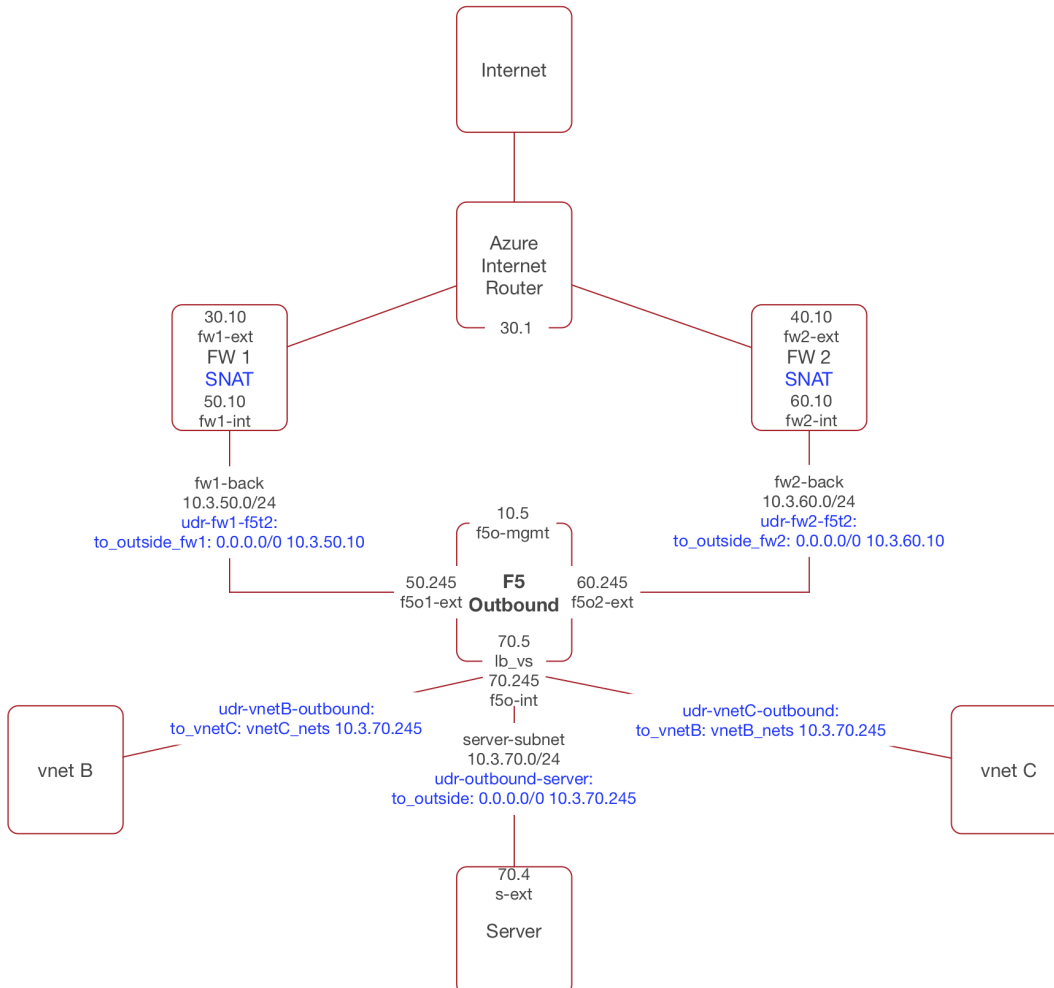 Internet
Azure
Internet
Router
30.1
30.10
fw1-ext
FW 1
SNAT
50.10
fw1-int
40.10
fw2-ext
FW 2
SNAT
60.10
fw2-int
fw1-back
10.3.50.0/24
udr-fw1-f5t2:
to_outside_fw1: 0.0.0.0/0 10.3.50.10
fw2-back
10.3.60.0/24
udr-fw2-f5t2:
to_outside_fw2: 0.0.0.0/0 10.3.60.10
10.5
f5o-mgmt
50.245
f5o1-ext
F5
Outbound
60.245
f5o2-ext
70.5
lb_vs
70.245
f5o-int
udr-vnetB-outbound:
to_vnetC: vnetC_nets 10.3.70.245
udr-vnetC-outbound:
to_vnetB: vnetB_nets 10.3.70.245
server-subnet
10.3.70.0/24
udr-outbound-server:
to_outside: 0.0.0.0/0 10.3.70.245
vnet B
vnet C
70.4
s-ext
Server